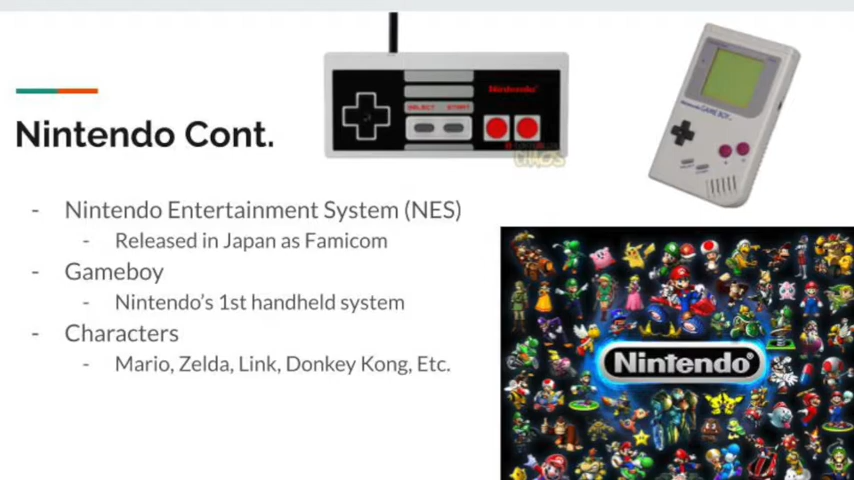 Nintendo Cont.
- Nintendo Entertainment System (NES)
- Released in Japan as Famicom
- Gameboy
- Nintendo's 1st handheld system
- Characters
- Mario, Zelda, Link, Donkey Kong, Etc.
Nintendo
SELECT START
Nintendo GAME BOY
Nintendo